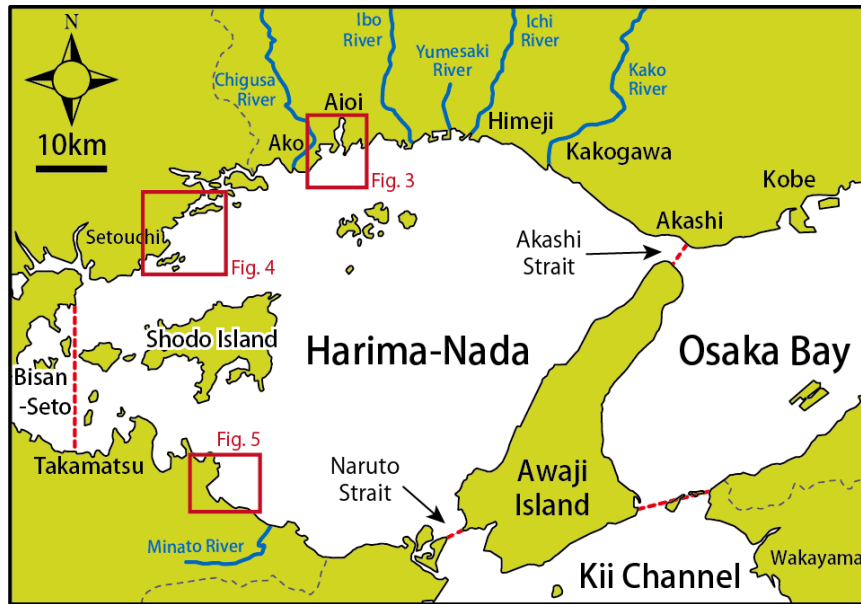 N
10km
Chigusa
River
Ibo
River
Yumesaki
River
Ichi
River
Kako
River
Aioi
Ako
Himeji
Kakogawa
Kobe
Akashi
Fig. 3
Setouchi
Fig. 4
Akashi
Strait
Shodo Island
Harima-Nada
Osaka Bay
Bisan
-Seto
Takamatsu
Fig. 5
Naruto
Strait
Awaji
Island
Minato River
Kii Channel
Wakayama